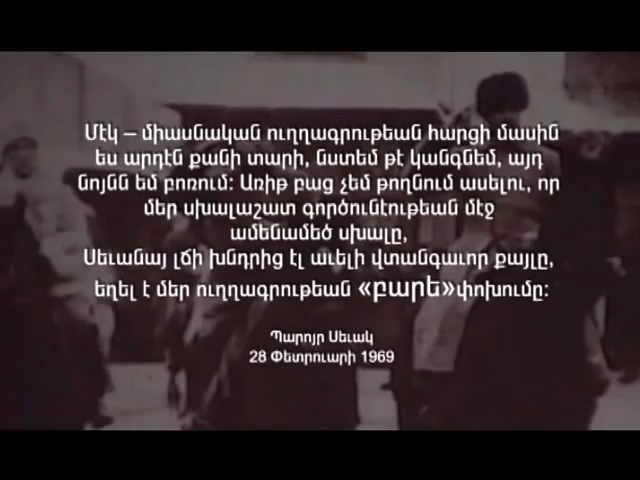 Մէկ – միասնական ուղղագրութեան հարցի մասին
ես արդէն քանի տարի, նստեմ թէ կանգնեմ, այդ
նոյնն եմ բոռում: Առիթ բաց չեմ թողնում ասելու, որ
մեր սխալաշատ գործունէութեան մէջ
ամենամեծ սխալը,
Սեւանայ լճի խնդրից էլ աւելի վտանգաւոր քայլը,
եղել է մեր ուղղագրութեան «բարե»փոխումը:
Պարոյր Սեւակ
28 Փետրուարի 1969